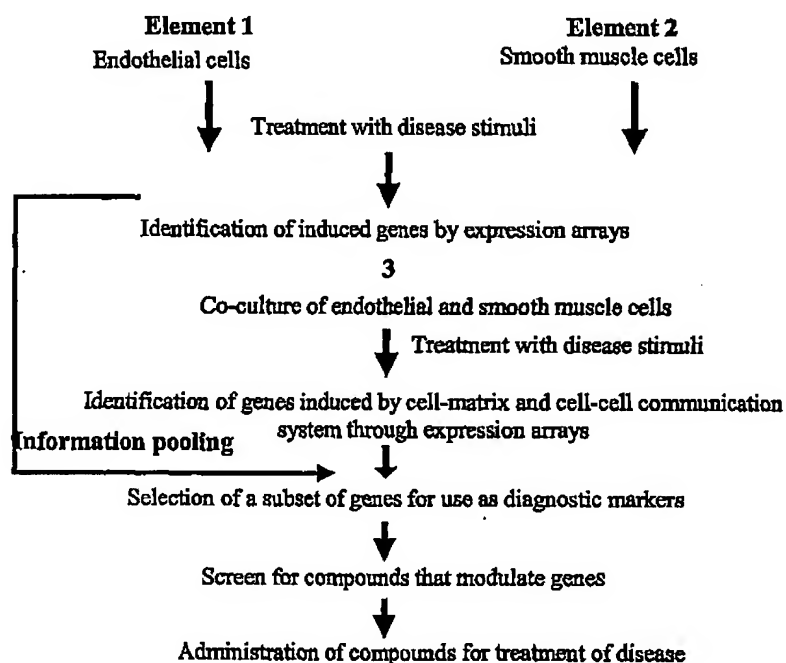 Element 1
Element 2
Endothelial cells
Smooth muscle cells
Treatment with disease stimuli
Identification of induced genes by expression arrays
3
Co-culture of endothelial and smooth muscle cells
Treatment with disease stimuli
Identification of genes induced by cell-matrix and cell-cell communication
system through expression arrays
Information pooling
Selection of a subset of genes for use as diagnostic markers
Screen for compounds that modulate genes
Administration of compounds for treatment of disease